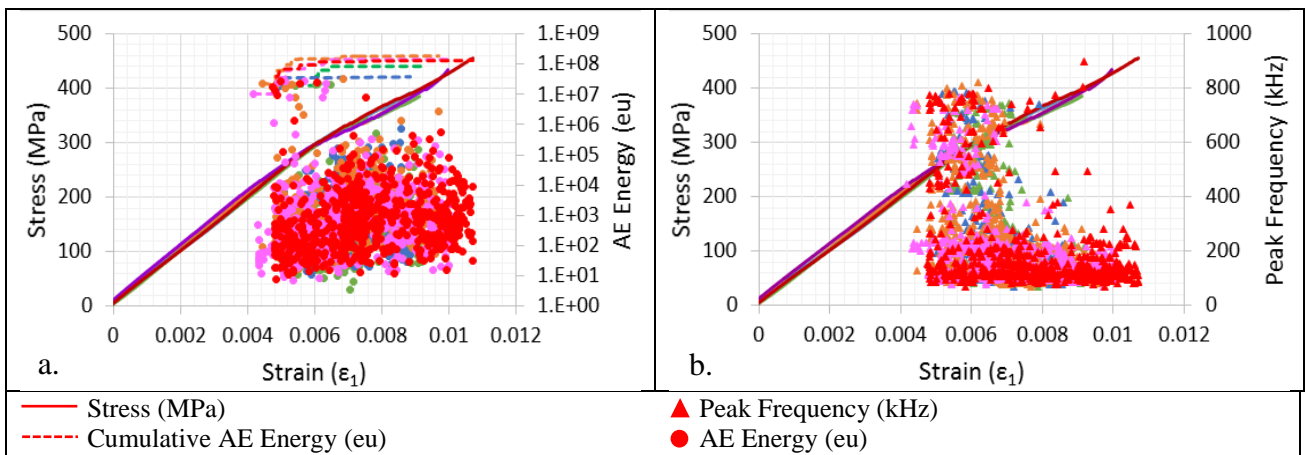 500
400
300
200
100
0
Stress (MPa)
1.E+09
1.E+08
1.E+07
1.E+06
1.E+05
1.E+04
1.E+03
1.E+02
1.E+01
1.E+00
AE Energy (eu)
0 0.002 0.004 0.006 0.008 0.01 0.012
a.
Strain (ε1)
500
400
300
200
100
0
Stress (MPa)
1000
800
600
400
200
0
Peak Frequency (kHz)
0 0.002 0.004 0.006 0.008 0.01 0.012
b.
Strain (ε1)
Stress (MPa)
Peak Frequency (kHz)
Cumulative AE Energy (eu)
AE Energy (eu)